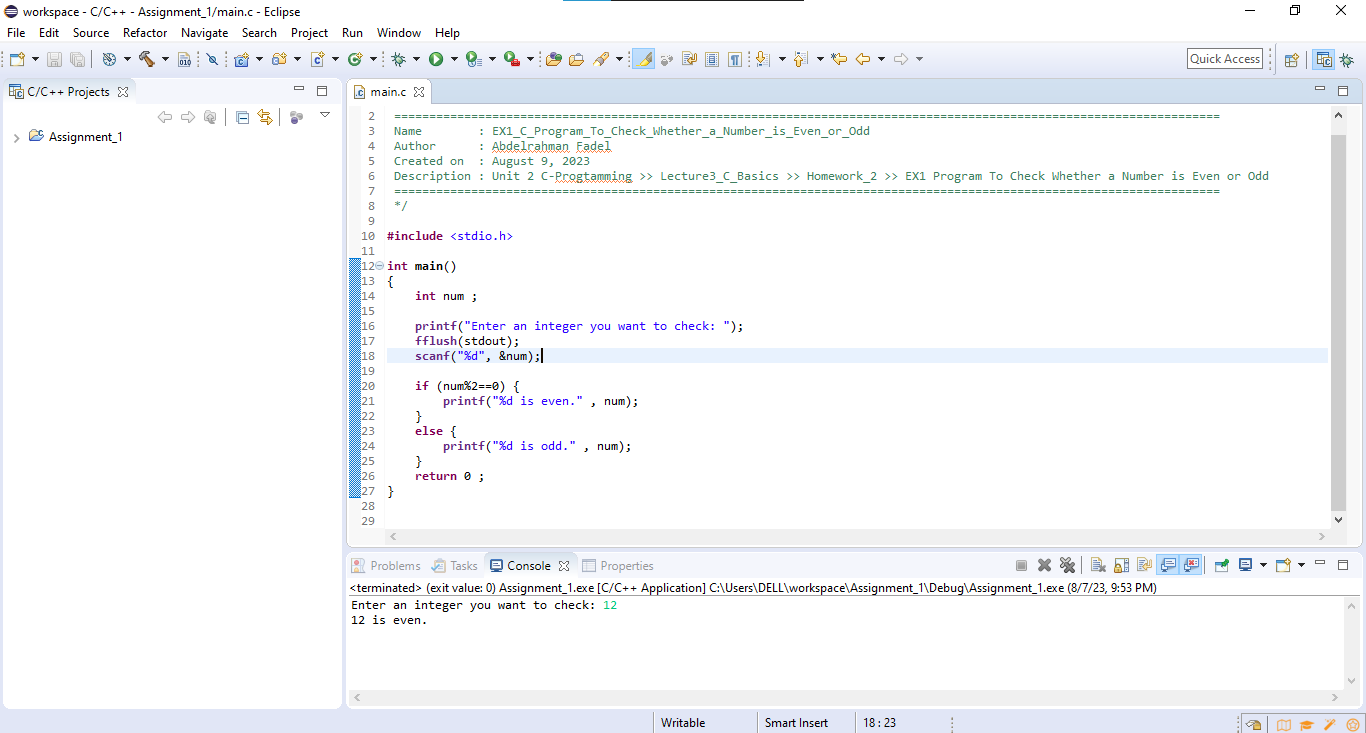 workspace - C/C++ - Assignment_1/main.c - Eclipse
File Edit Source Refactor Navigate Search Project Run Window Help
Quick Access
C/C++ Projects
main.c
Assignment_1
2 ======================================================================================================================
3 Name        : EX1_C_Program_To_Check_Whether_a_Number_is_Even_or_Odd
4 Author      : Abdelrahman Fadel
5 Created on  : August 9, 2023
6 Description : Unit 2 C-Progtamming >> Lecture3_C_Basics >> Homework_2 >> EX1 Program To Check Whether a Number is Even or Odd
7 ======================================================================================================================
8 */
9
10 #include <stdio.h>
11
12 int main()
13 {
14     int num ;
15
16     printf("Enter an integer you want to check: ");
17     fflush(stdout);
18     scanf("%d", &num);
19
20     if (num%2==0) {
21         printf("%d is even." , num);
22     }
23     else {
24         printf("%d is odd." , num);
25     }
26     return 0 ;
27 }
28
29
Problems Tasks Console Properties
<terminated> (exit value: 0) Assignment_1.exe [C/C++ Application] C:\Users\DELL\workspace\Assignment_1\Debug\Assignment_1.exe (8/7/23, 9:53 PM)
Enter an integer you want to check: 12
12 is even.
Writable Smart Insert 18 : 23